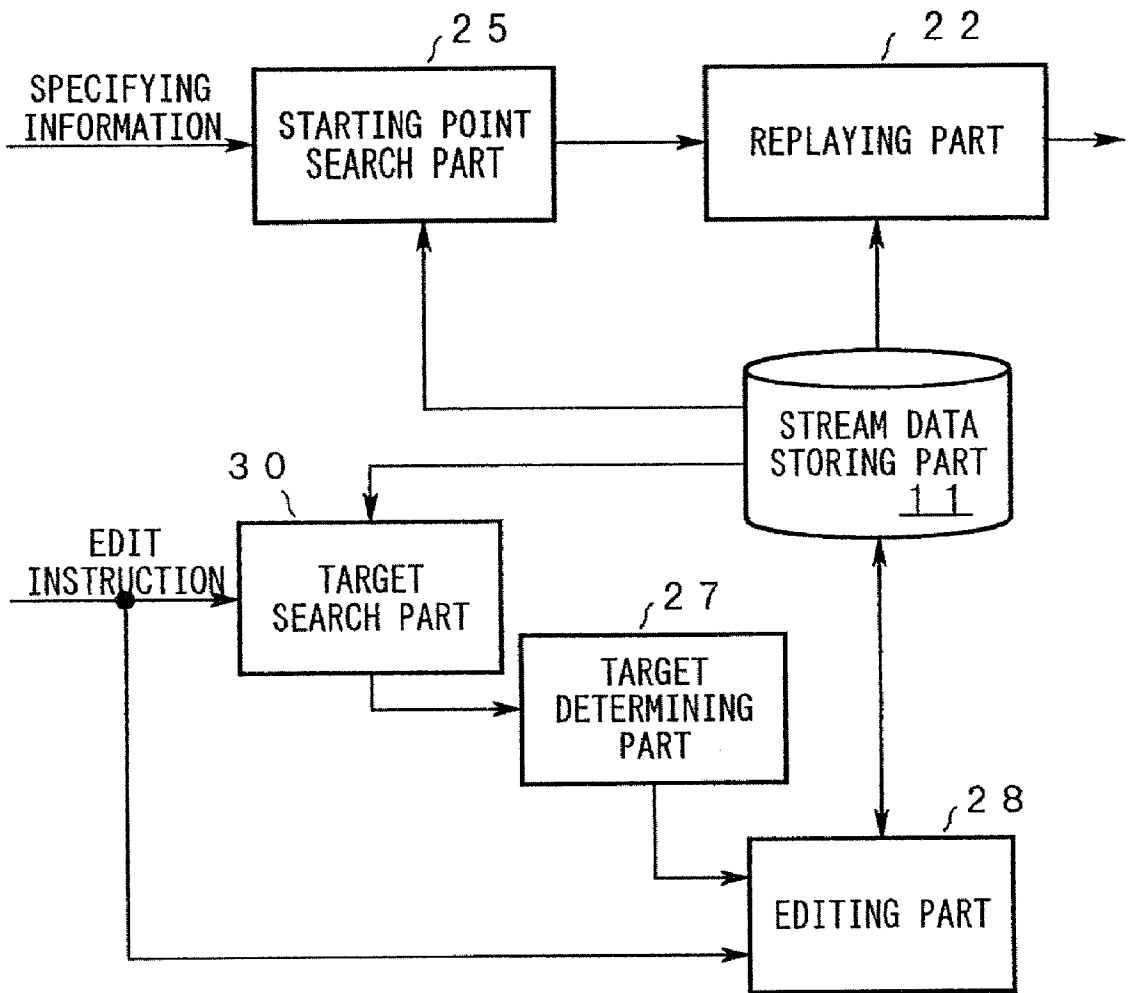 25
22
SPECIFYING
INFORMATION
STARTING POINT
SEARCH PART
REPLAYING PART
STREAM DATA
STORING PART
11
30
EDIT
INSTRUCTION
TARGET
SEARCH PART
27
TARGET
DETERMINING
PART
28
EDITING PART